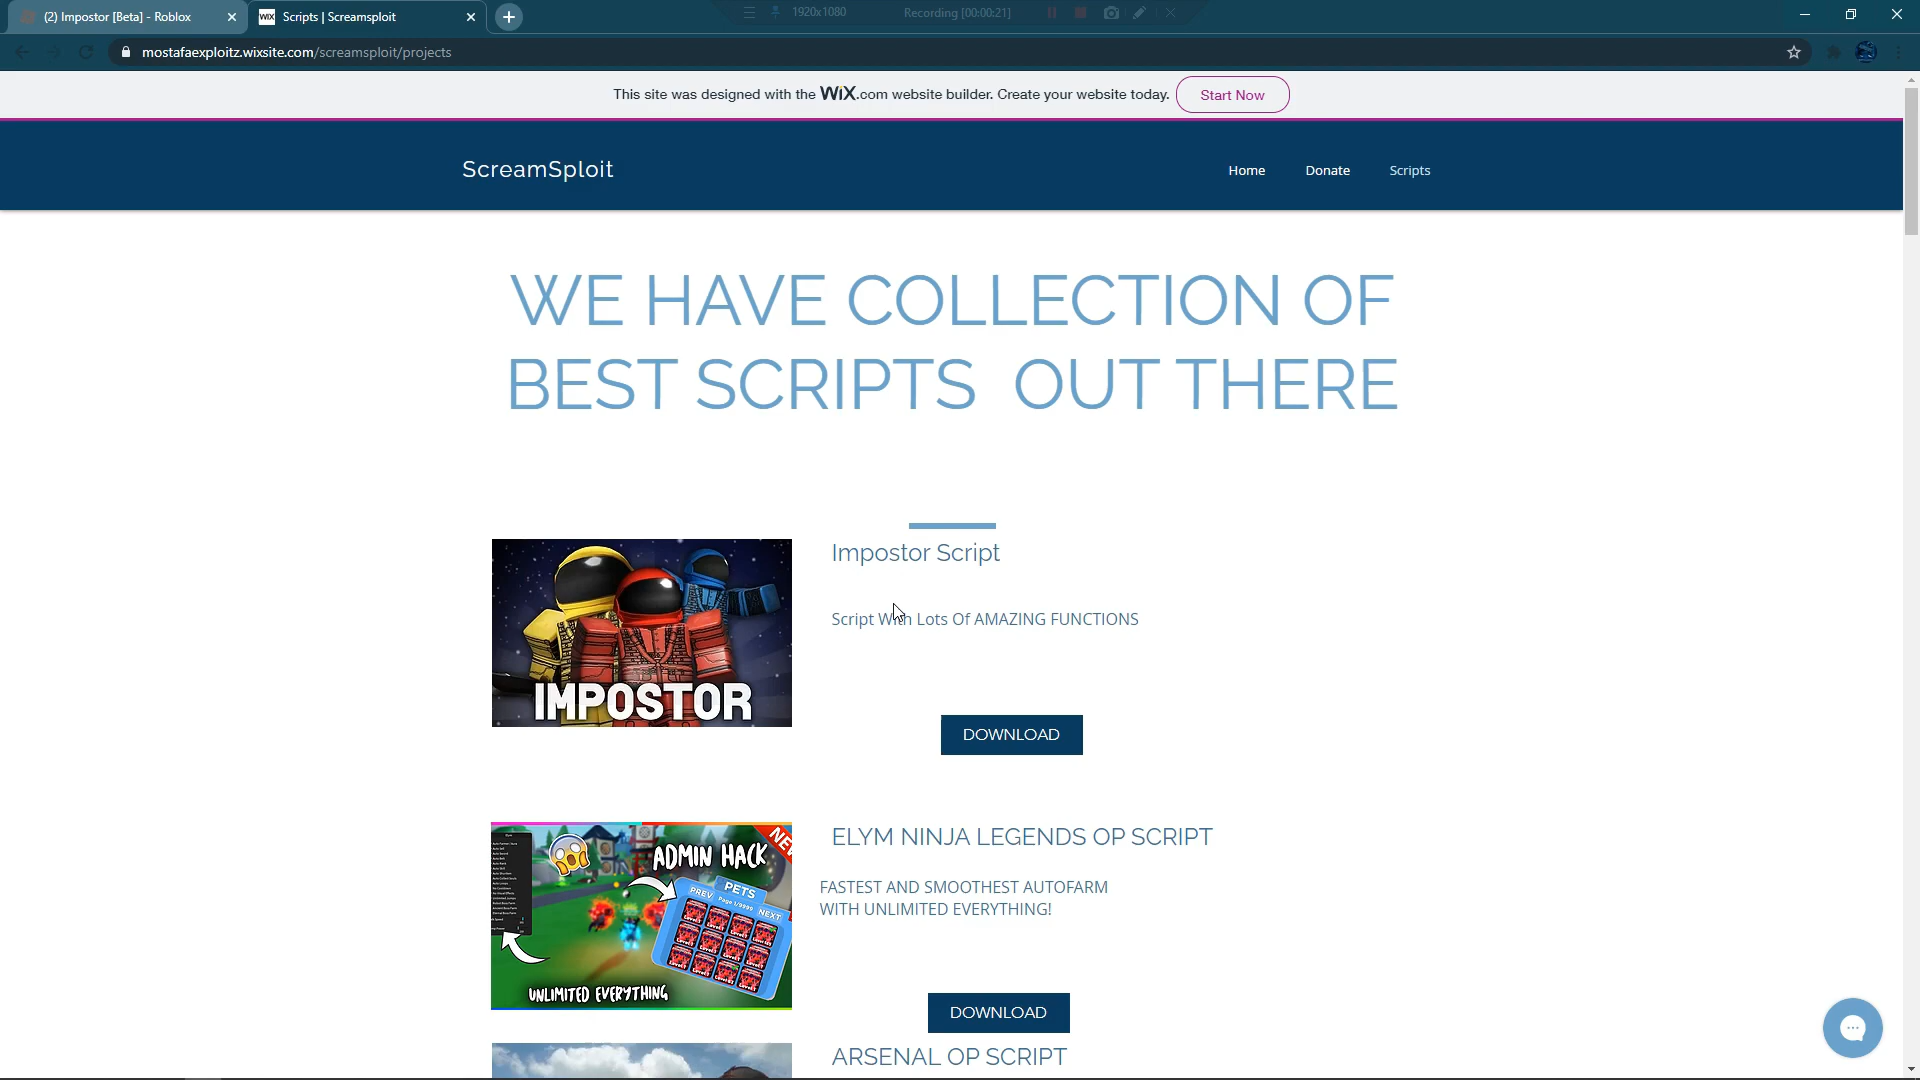 (2) Impostor [Beta] - Roblox
WiX
Scripts | Screamsploit
1920x1080
Recording [00:00:21]
mostafaexploitz.wixsite.com/screamsploit/projects
This site was designed with the WiX.com website builder. Create your website today.
Start Now
ScreamSploit
Home
Donate
Scripts
WE HAVE COLLECTION OF
BEST SCRIPTS OUT THERE
Impostor Script
IMPOSTOR
Script With Lots Of AMAZING FUNCTIONS
DOWNLOAD
ELYM NINJA LEGENDS OP SCRIPT
NEW
ADMIN HACK
PETS
PREV
Page 1/9999
NEXT
UNLIMITED EVERYTHING
FASTEST AND SMOOTHEST AUTOFARM
WITH UNLIMITED EVERYTHING!
DOWNLOAD
ARSENAL OP SCRIPT